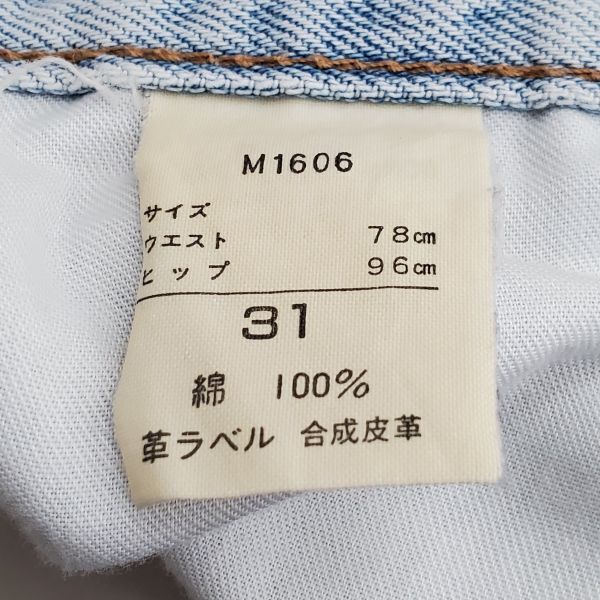 M1606
サイズ
ウエスト 78㎝
ヒップ 96㎝
31
綿 100%
革ラベル 合成皮革